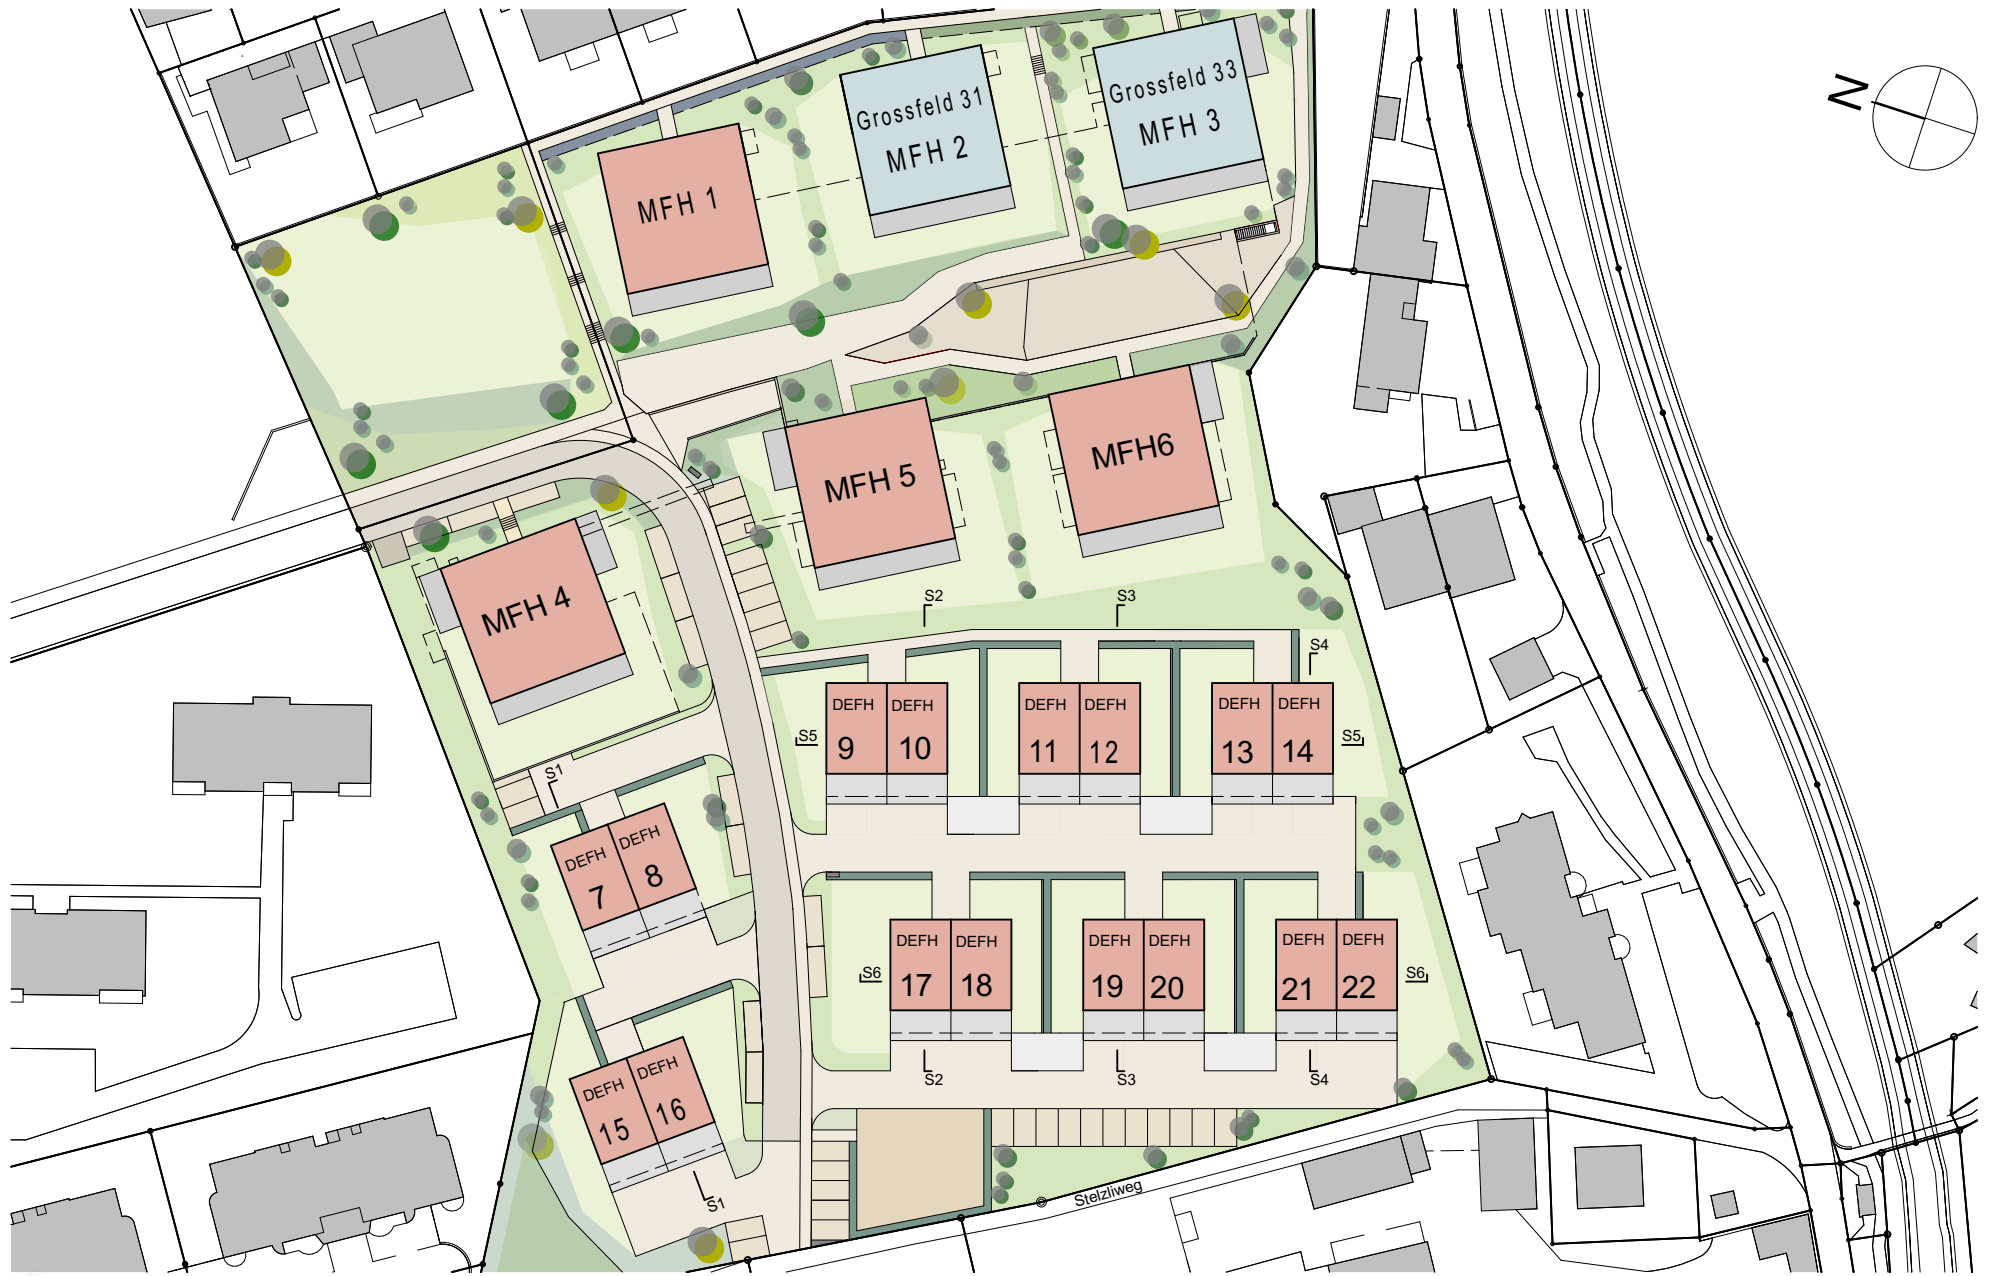 N
Grossfeld 31
MFH 2
Grossfeld 33
MFH 3
MFH 1
MFH 5
MFH6
MFH 4
S2
S3
S4
S5
DEFH
9
DEFH
10
DEFH
11
DEFH
12
DEFH
13
DEFH
14
S5
S1
DEFH
7
DEFH
8
S6
DEFH
17
DEFH
18
DEFH
19
DEFH
20
DEFH
21
DEFH
22
S6
DEFH
15
DEFH
16
S2
S3
S4
S1
Stelzliweg